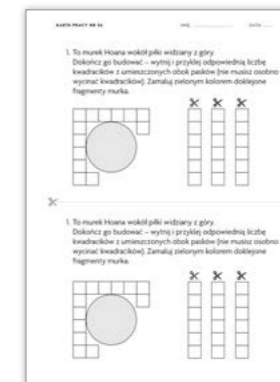 KARTA PRACY NR 56 IMIĘ DATA
1. To murek Hoana wokół piłki widziany z góry.
Dokończ go budować – wytnij i przyklej odpowiednią liczbę
kwadracików z umieszczonych obok pasków (nie musisz osobno
wycinać kwadracików). Zamaluj zielonym kolorem doklejone
fragmenty murka.
1. To murek Hoana wokół piłki widziany z góry.
Dokończ go budować – wytnij i przyklej odpowiednią liczbę
kwadracików z umieszczonych obok pasków (nie musisz osobno
wycinać kwadracików). Zamaluj zielonym kolorem doklejone
fragmenty murka.